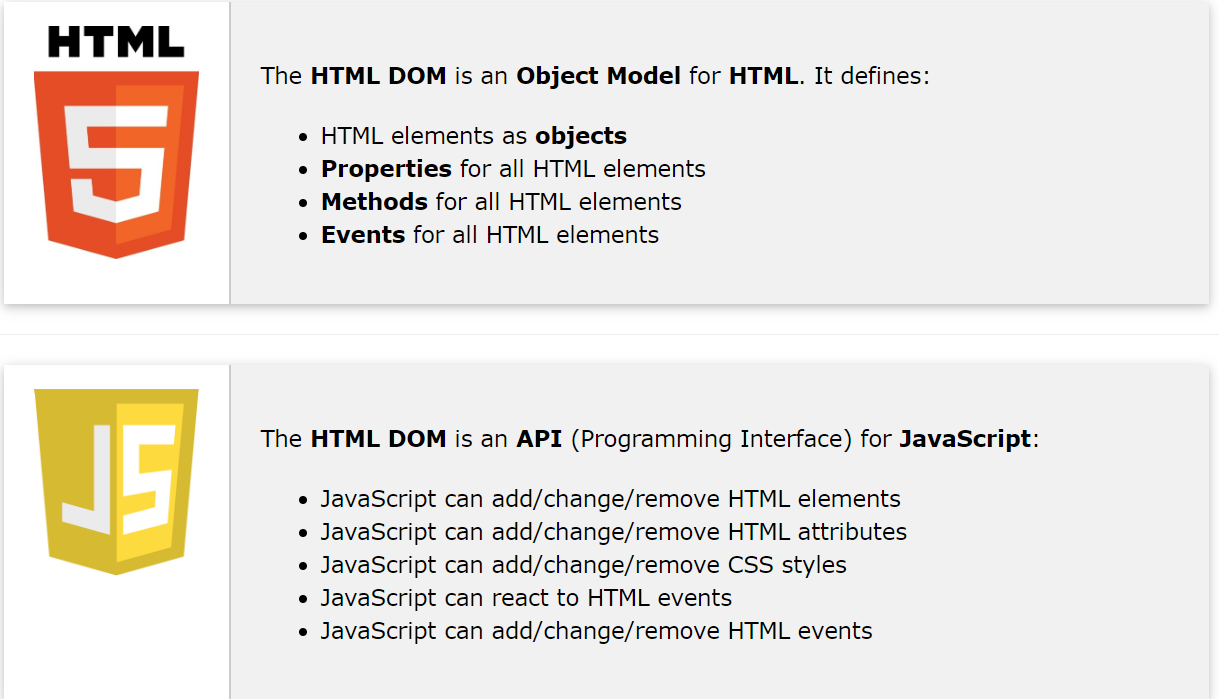 HTML
5
The HTML DOM is an Object Model for HTML. It defines:
• HTML elements as objects
• Properties for all HTML elements
• Methods for all HTML elements
• Events for all HTML elements
JS
The HTML DOM is an API (Programming Interface) for JavaScript:
• JavaScript can add/change/remove HTML elements
• JavaScript can add/change/remove HTML attributes
• JavaScript can add/change/remove CSS styles
• JavaScript can react to HTML events
• JavaScript can add/change/remove HTML events